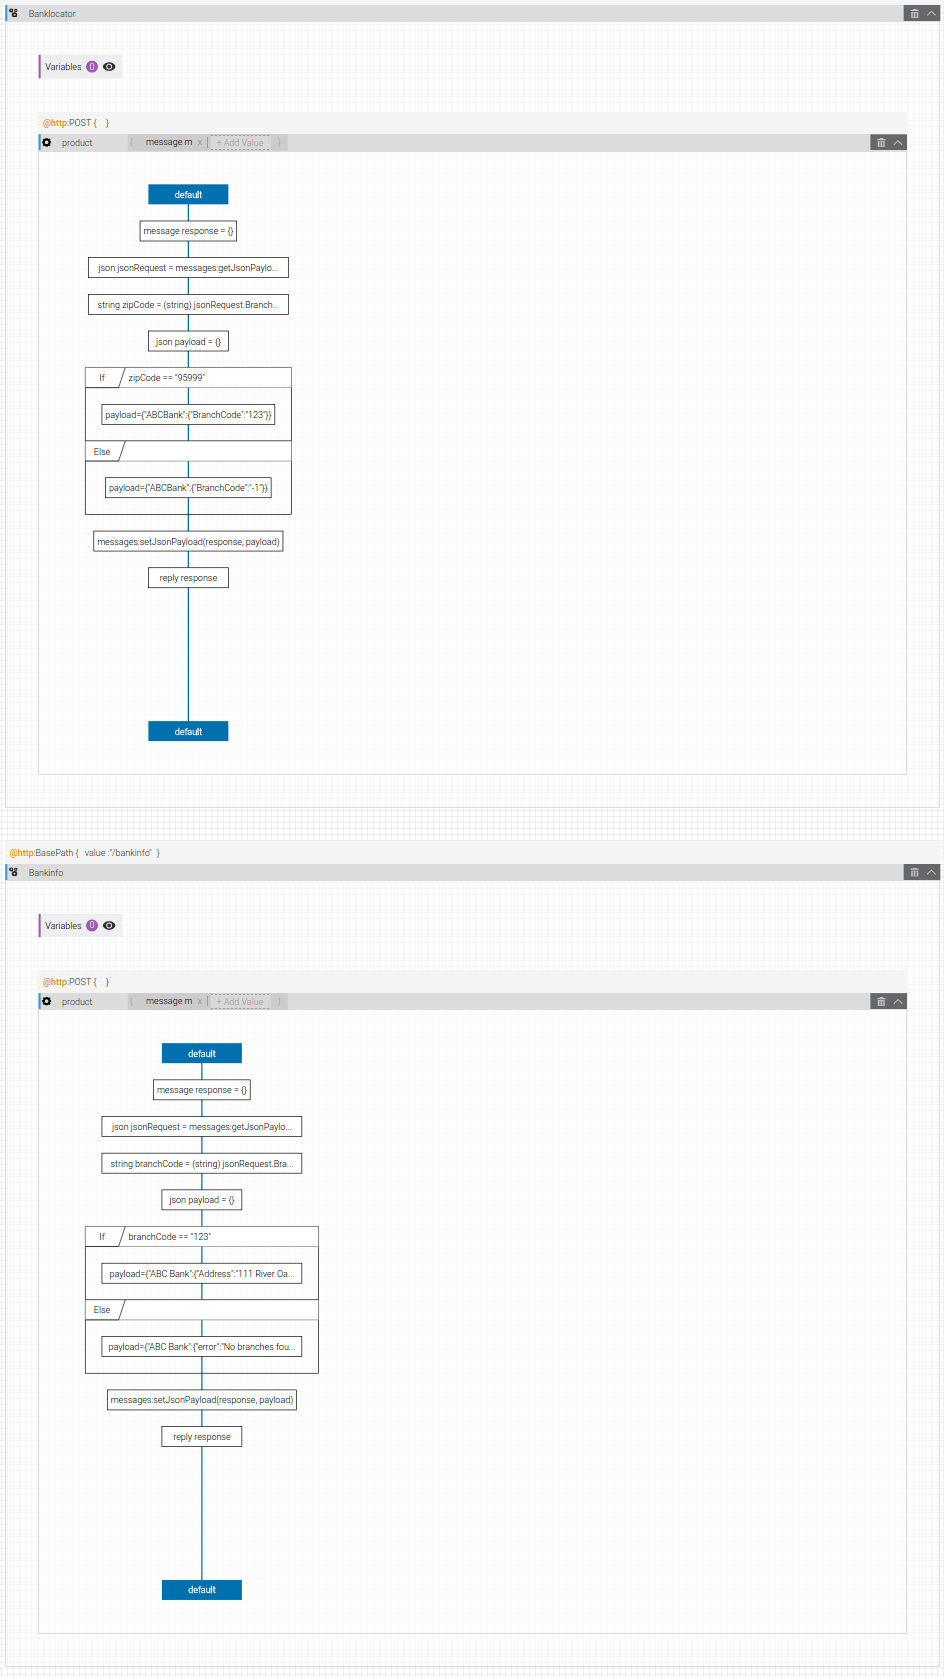 Banklocator
Variables 0
@http:POST { }
product ( message m x | + Add Value )
default
message response = {}
json jsonRequest = messages:getJsonPaylo...
string zipCode = (string) jsonRequest.Branch...
json payload = {}
If zipCode == "95999"
payload={"ABCBank":{"BranchCode":"123"}}
Else
payload={"ABCBank":{"BranchCode":"-1"}}
messages:setJsonPayload(response, payload)
reply response
default
@http:BasePath { value :"/bankinfo" }
Bankinfo
Variables 0
@http:POST { }
product ( message m x | + Add Value )
default
message response = {}
json jsonRequest = messages:getJsonPaylo...
string branchCode = (string) jsonRequest.Bra...
json payload = {}
If branchCode == "123"
payload={"ABC Bank":{"Address":"111 River Oa...
Else
payload={"ABC Bank":{"error":"No branches fou...
messages:setJsonPayload(response, payload)
reply response
default